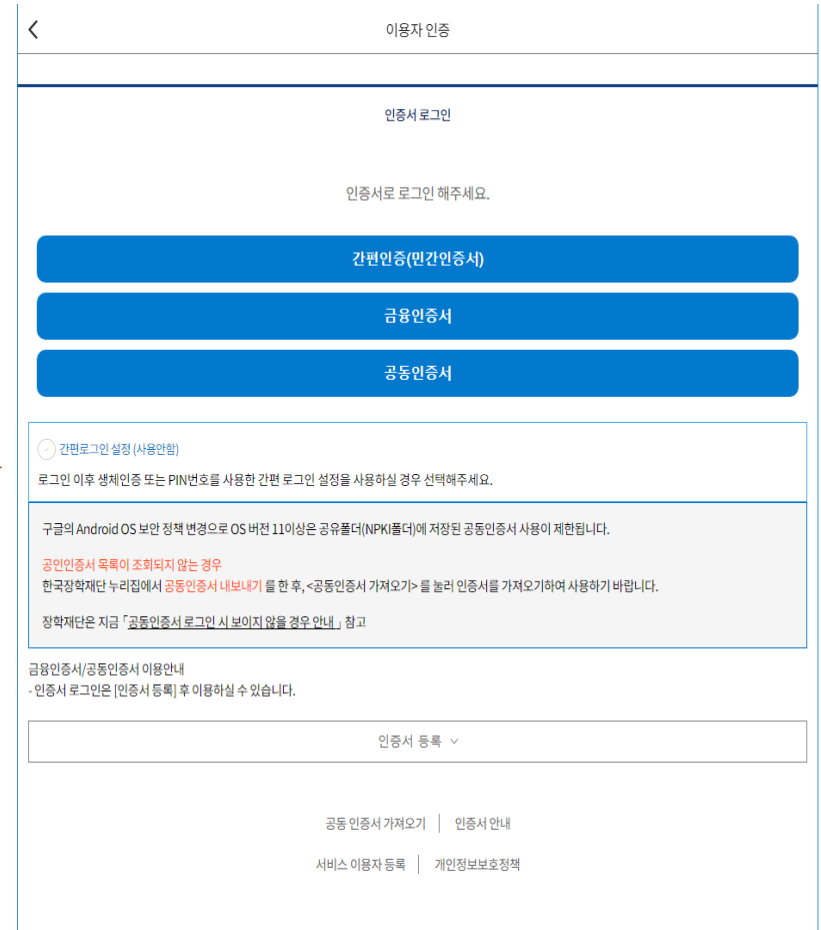 이용자 인증
인증서 로그인
인증서로 로그인 해주세요.
간편인증(민간인증서)
금융인증서
공동인증서
간편로그인 설정 (사용안함)
로그인 이후 생체인증 또는 PIN번호를 사용한 간편 로그인 설정을 사용하실 경우 선택해주세요.
구글의 Android OS 보안 정책 변경으로 OS 버전 11이상은 공유폴더(NPKI폴더)에 저장된 공동인증서 사용이 제한됩니다.
공인인증서 목록이 조회되지 않는 경우
한국장학재단 누리집에서 공동인증서 내보내기 를 한 후, <공동인증서 가져오기> 를 눌러 인증서를 가져오기하여 사용하기 바랍니다.
장학재단은 지금 「공동인증서 로그인 시 보이지 않을 경우 안내」 참고
금융인증서/공동인증서 이용안내
- 인증서 로그인은 [인증서 등록] 후 이용하실 수 있습니다.
인증서 등록
공동 인증서 가져오기 | 인증서 안내
서비스 이용자 등록 | 개인정보보호정책